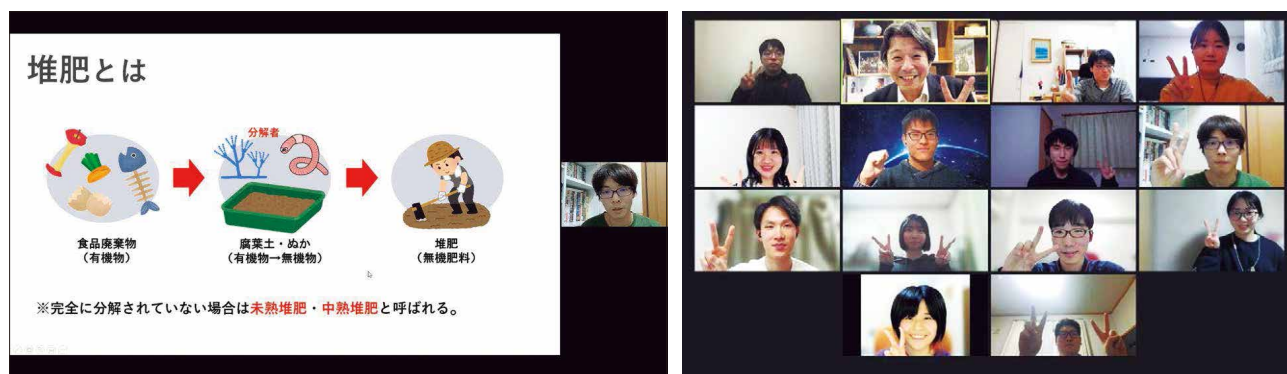 堆肥とは
分解者
食品廃棄物
（有機物）
腐葉土・ぬか
（有機物→無機物）
堆肥
（無機肥料）
※完全に分解されていない場合は未熟堆肥・中熟堆肥と呼ばれる。